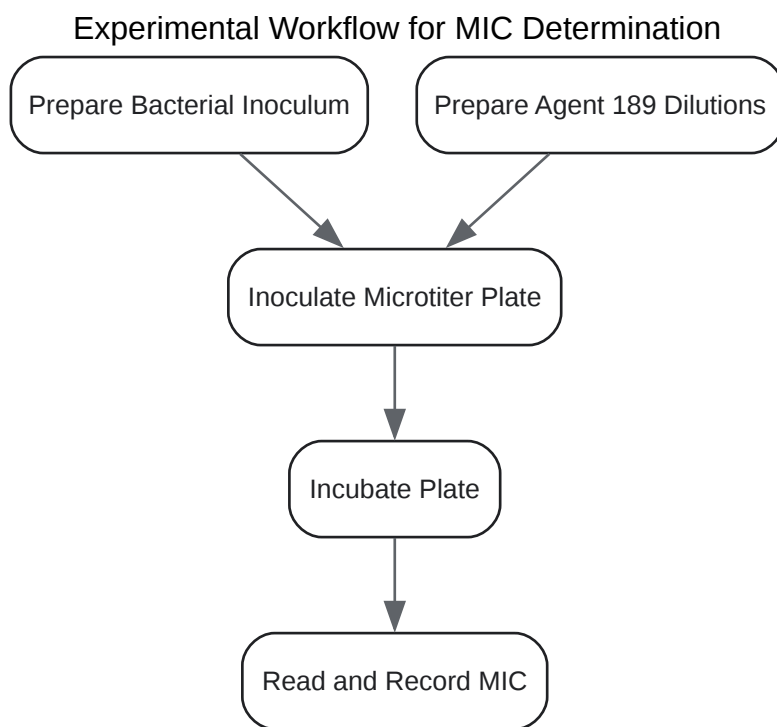 Experimental Workflow for MIC Determination
Prepare Bacterial Inoculum
Prepare Agent 189 Dilutions
Inoculate Microtiter Plate
Incubate Plate
Read and Record MIC